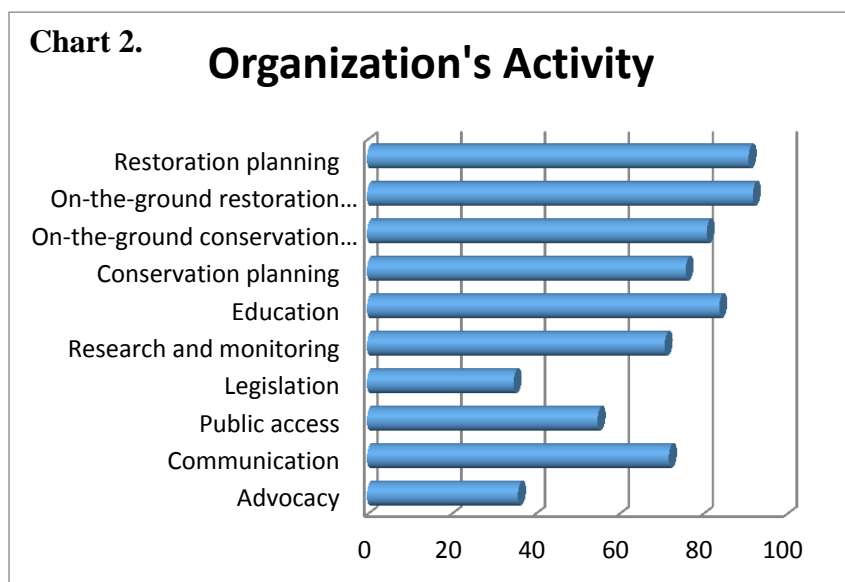 Chart 2.
Organization's Activity
Restoration planning
On-the-ground restoration...
On-the-ground conservation...
Conservation planning
Education
Research and monitoring
Legislation
Public access
Communication
Advocacy
0 20 40 60 80 100